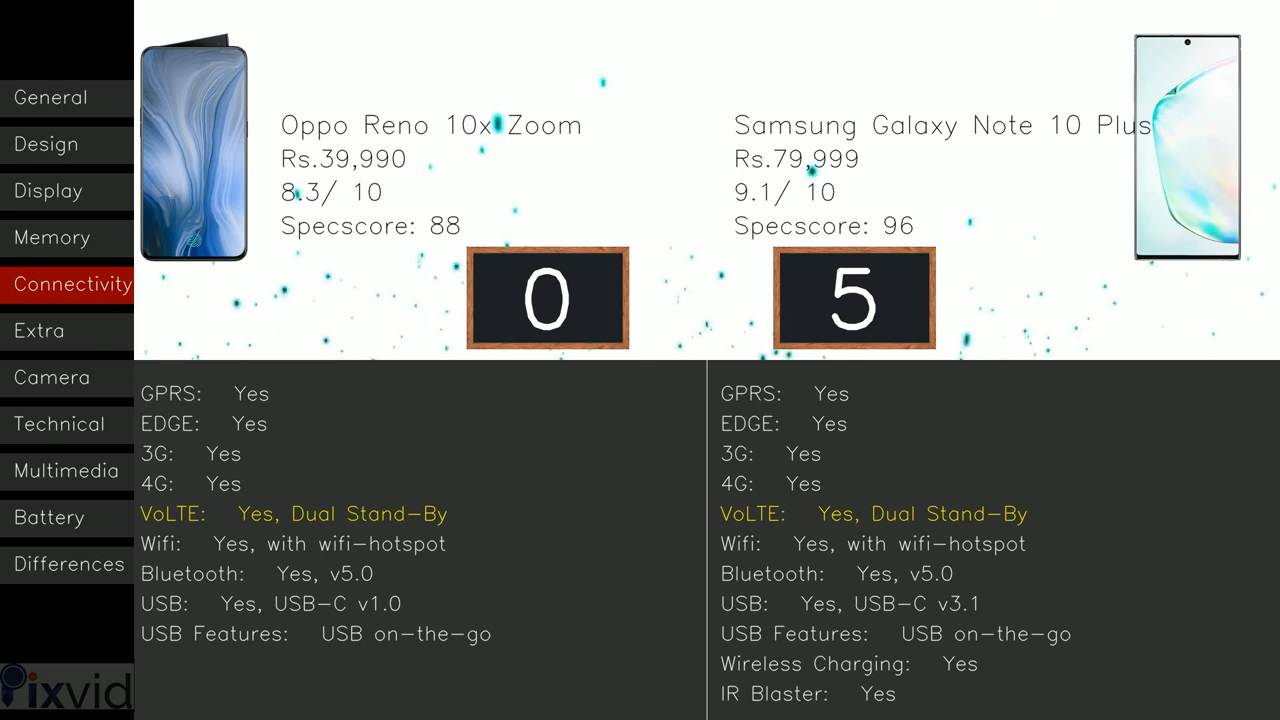 General
Design
Display
Memory
Connectivity
Extra
Camera
Technical
Multimedia
Battery
Differences
Pixvid
Oppo Reno 10x Zoom
Rs.39,990
8.3/ 10
Specscore: 88
0
Samsung Galaxy Note 10 Plus
Rs.79,999
9.1/ 10
Specscore: 96
5
GPRS: Yes
EDGE: Yes
3G: Yes
4G: Yes
VoLTE: Yes, Dual Stand-By
Wifi: Yes, with wifi-hotspot
Bluetooth: Yes, v5.0
USB: Yes, USB-C v1.0
USB Features: USB on-the-go
GPRS: Yes
EDGE: Yes
3G: Yes
4G: Yes
VoLTE: Yes, Dual Stand-By
Wifi: Yes, with wifi-hotspot
Bluetooth: Yes, v5.0
USB: Yes, USB-C v3.1
USB Features: USB on-the-go
Wireless Charging: Yes
IR Blaster: Yes